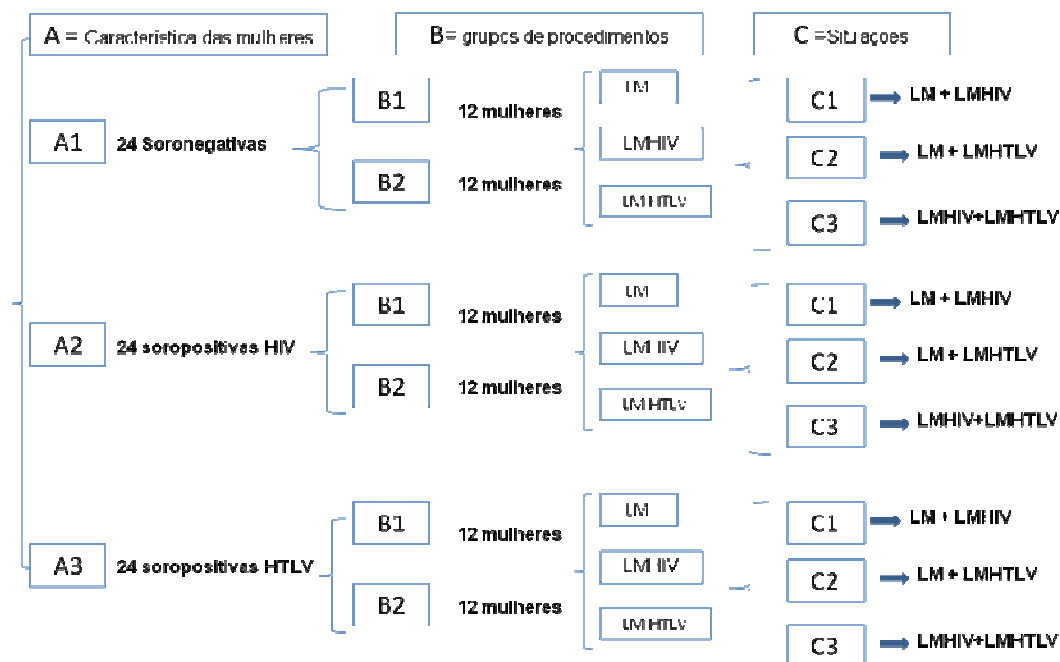 A = Característica das mulheres
B= grupos de procedimentos
C =Situações
A1
24 Soronegativas
B1
12 mulheres
B2
12 mulheres
LM
LMHIV
LMHTLV
C1
LM + LMHIV
C2
LM + LMHTLV
C3
LMHIV+LMHTLV
A2
24 soropositivas HIV
B1
12 mulheres
B2
12 mulheres
LM
LMHIV
LMHTLV
C1
LM + LMHIV
C2
LM + LMHTLV
C3
LMHIV+LMHTLV
A3
24 soropositivas HTLV
B1
12 mulheres
B2
12 mulheres
LM
LMHIV
LMHTLV
C1
LM + LMHIV
C2
LM + LMHTLV
C3
LMHIV+LMHTLV